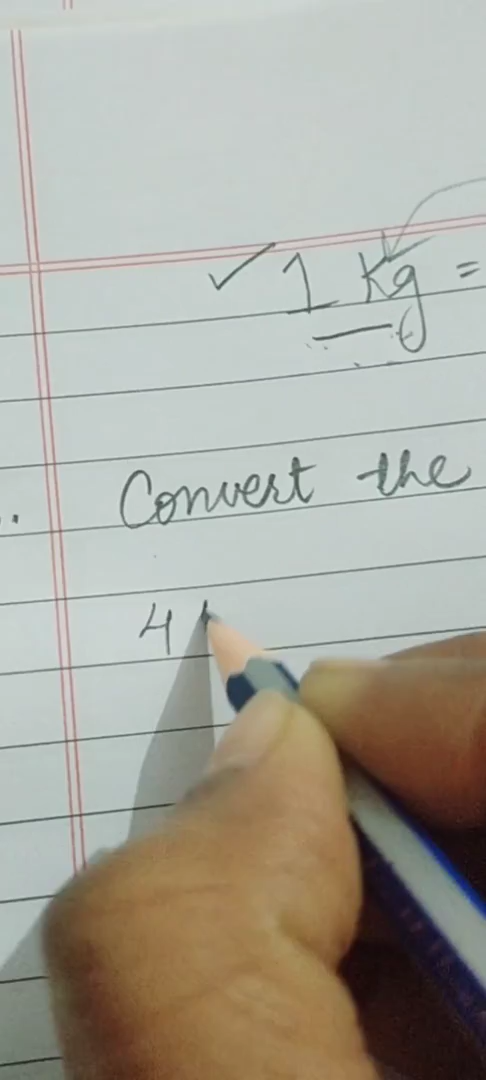 ✓ 1 Kg =
Convert the
4